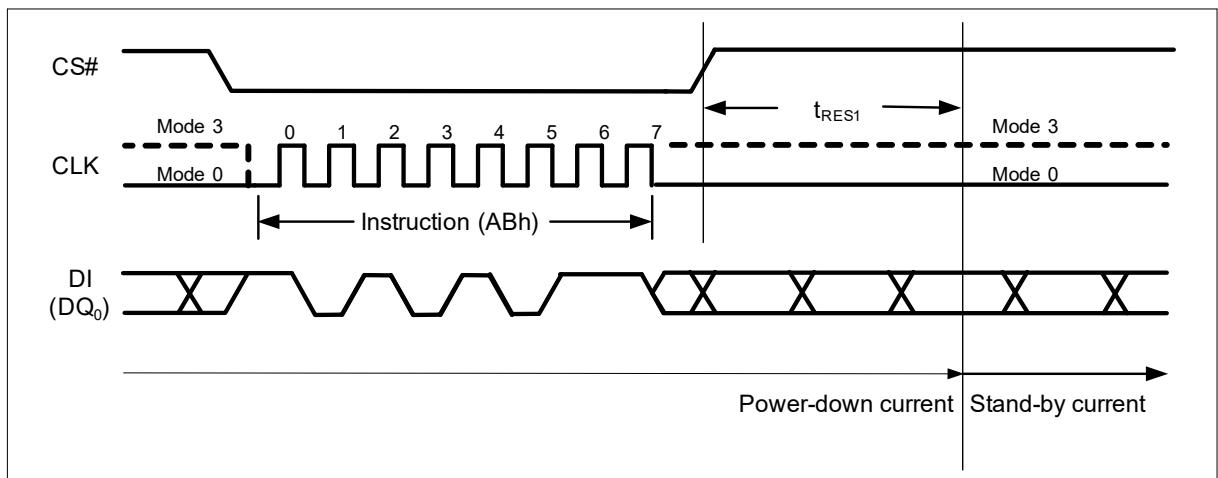 CS#
tRES1
Mode 3
0 1 2 3 4 5 6 7
Mode 3
CLK
Mode 0
Mode 0
Instruction (ABh)
DI
(DQ0)
Power-down current
Stand-by current